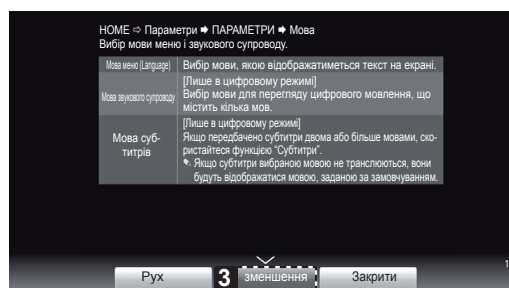 HOME ⇨ Параметри ➡ ПАРАМЕТРИ ➡ Мова
Вибір мови меню і звукового супроводу.
Мова меню (Language)
Вибір мови, якою відображатиметься текст на екрані.
Мова звукового супроводу
[Лише в цифровому режимі]
Вибір мови для перегляду цифрового мовлення, що
містить кілька мов.
Мова суб-
титрів
[Лише в цифровому режимі]
Якщо передбачено субтитри двома або більше мовами, ско-
ристайтеся функцією “Субтитри”.
Якщо субтитри вибраною мовою не транслюються, вони
будуть відображатися мовою, заданою за замовчуванням.
1
Рух
3 зменшення
Закрити